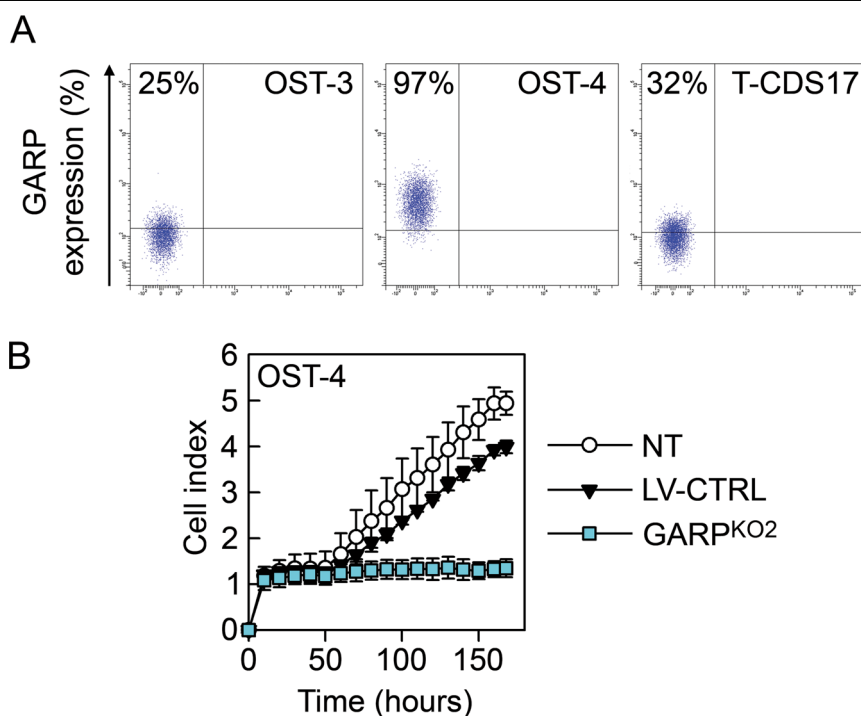 A
GARP
expression (%)
25% OST-3
97% OST-4
32% T-CDS17
B
OST-4
Cell index
6
5
4
3
2
1
0
0 50 100 150
Time (hours)
NT
LV-CTRL
GARPKO2